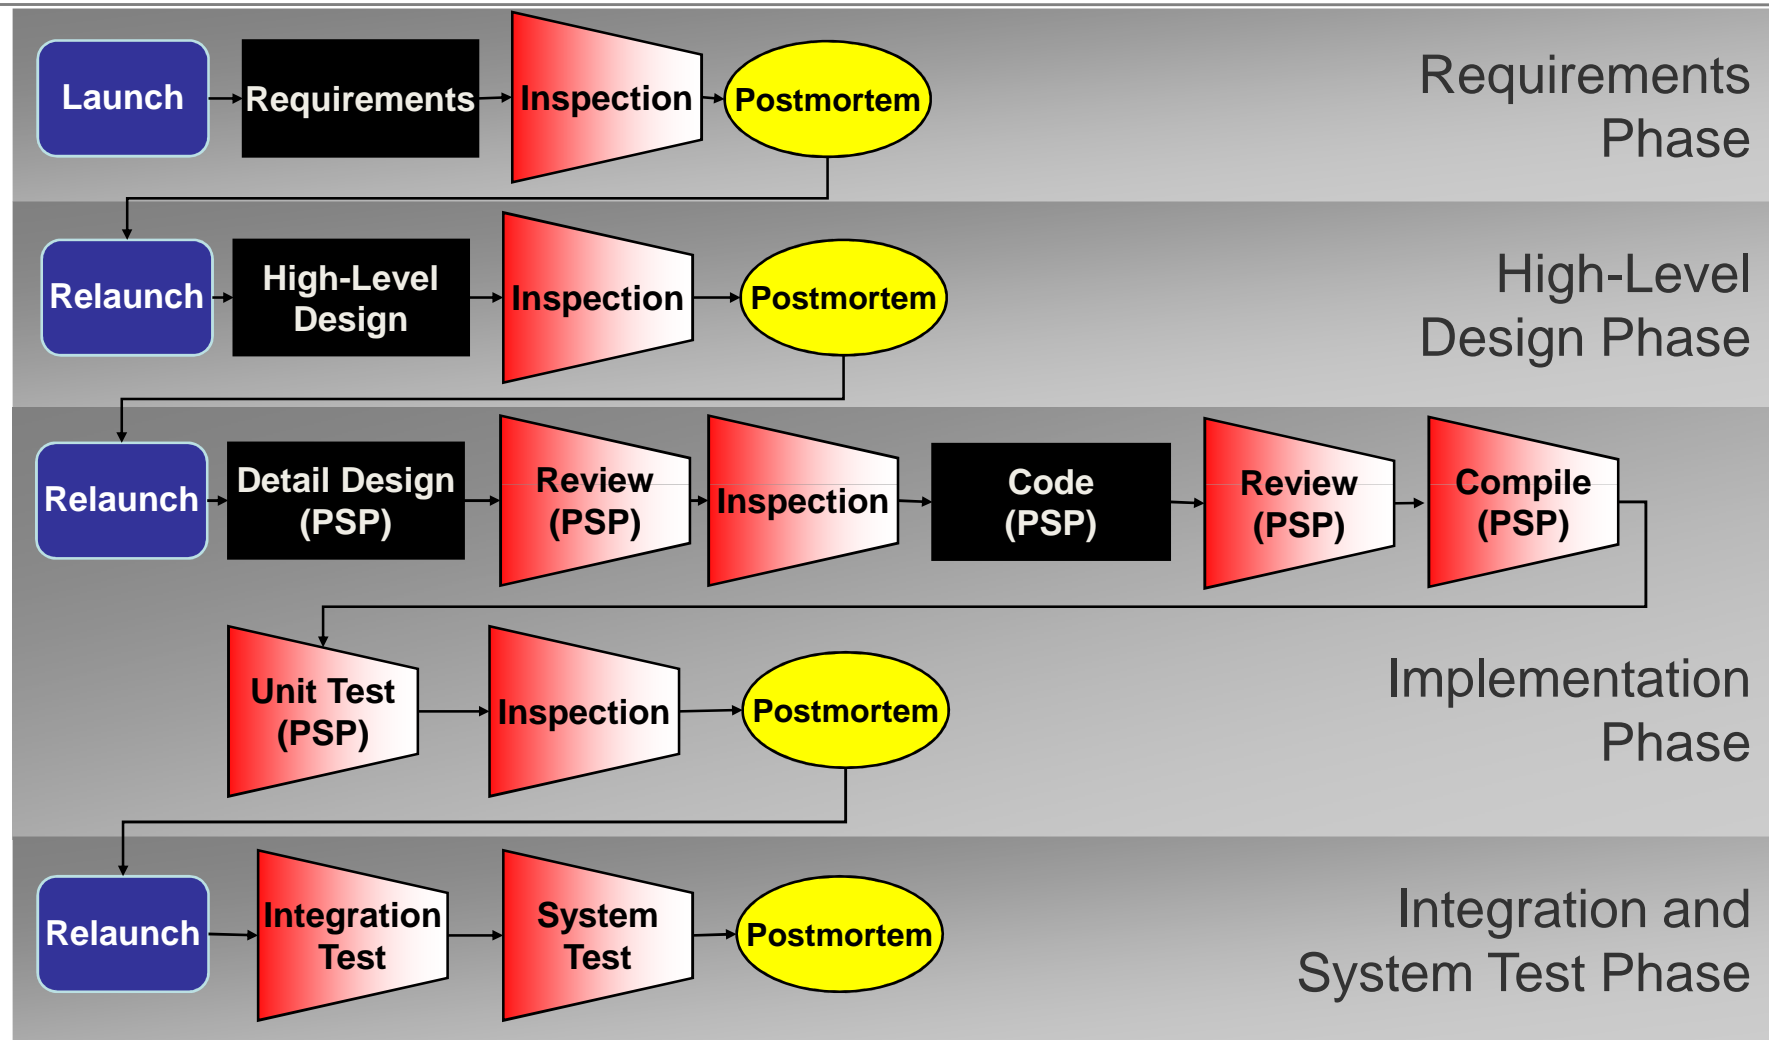 Launch
Requirements
Inspection
Postmortem
Requirements
Phase
Relaunch
High-Level
Design
Inspection
Postmortem
High-Level
Design Phase
Relaunch
Detail Design
(PSP)
Review
(PSP)
Inspection
Code
(PSP)
Review
(PSP)
Compile
(PSP)
Unit Test
(PSP)
Inspection
Postmortem
Implementation
Phase
Relaunch
Integration
Test
System
Test
Postmortem
Integration and
System Test Phase